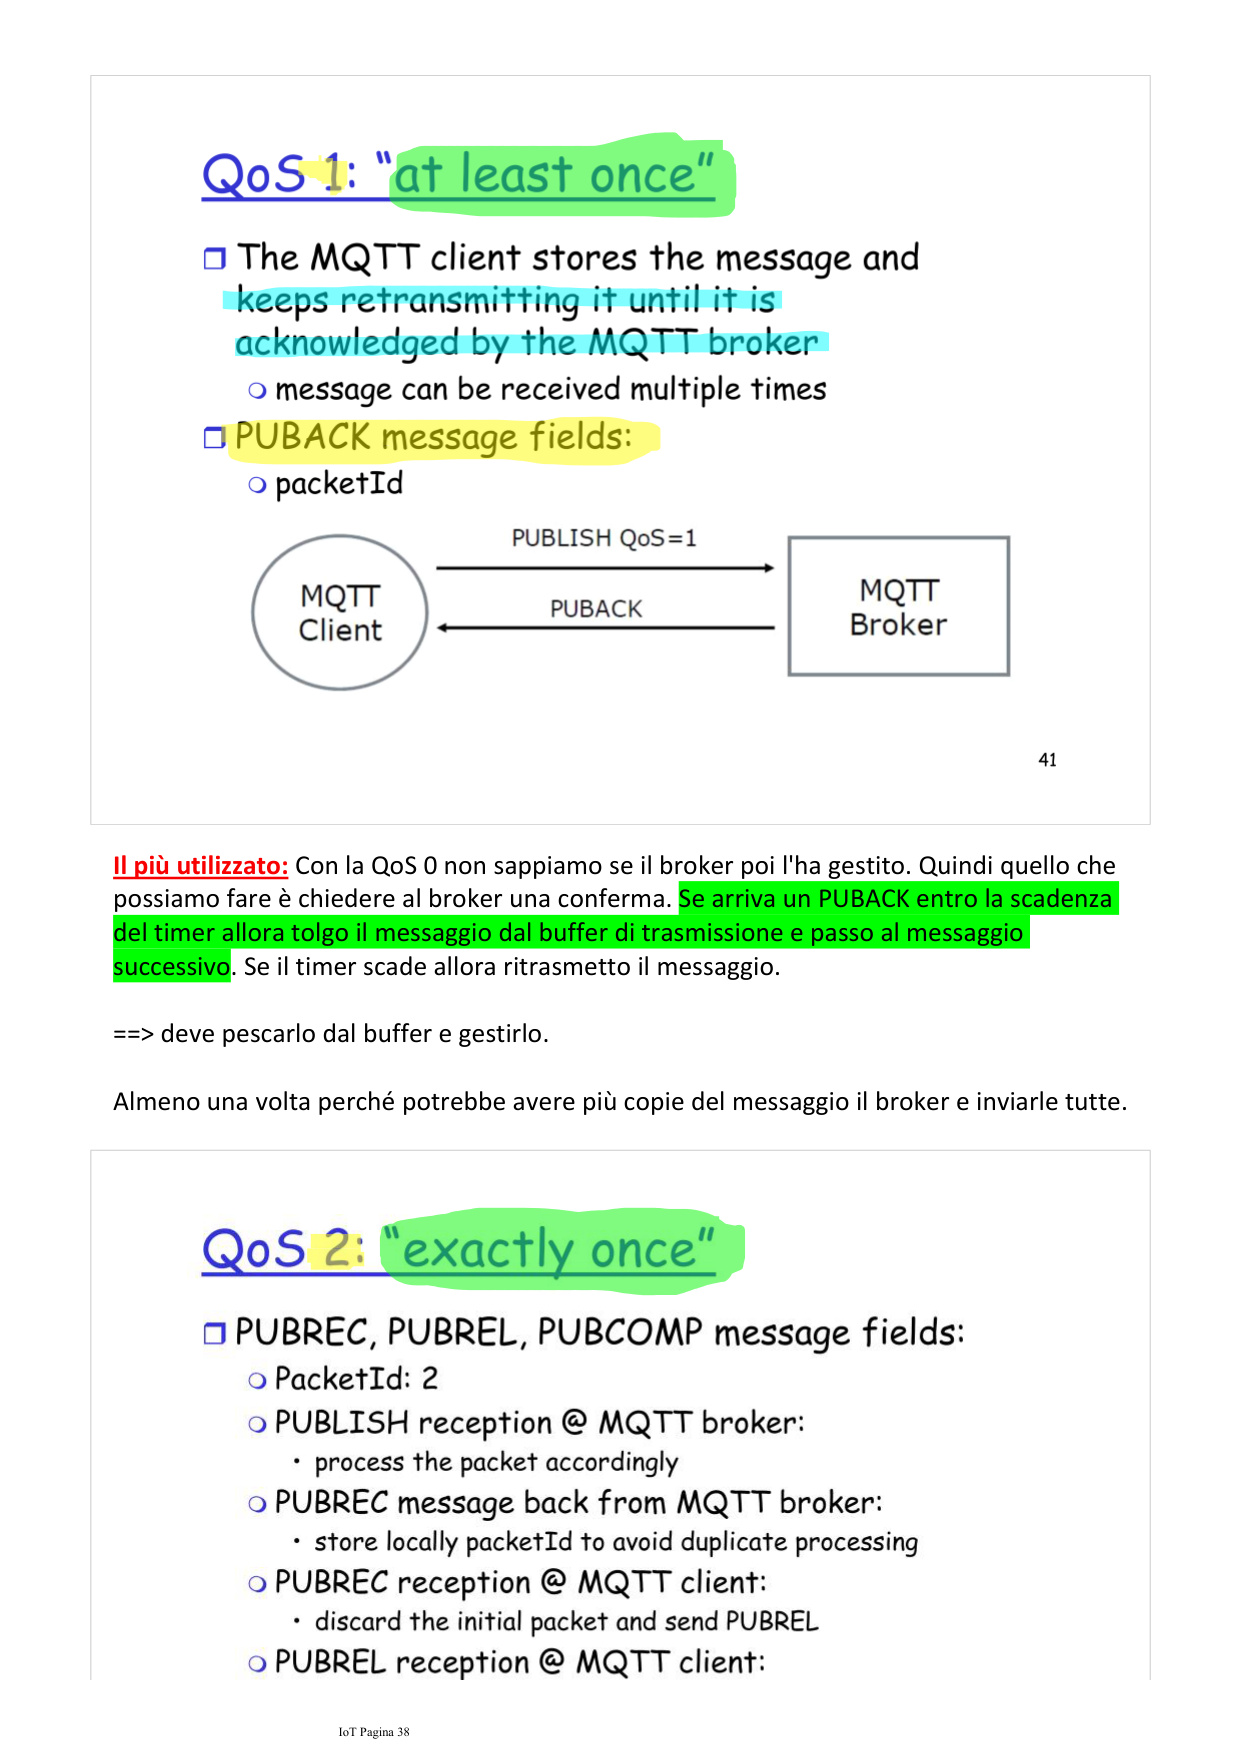 QoS 1: "at least once"
The MQTT client stores the message and
keeps retransmitting it until it is
acknowledged by the MQTT broker
message can be received multiple times
PUBACK message fields:
packetId
PUBLISH QoS=1
MQTT
Client
PUBACK
MQTT
Broker
41
Il più utilizzato: Con la QoS 0 non sappiamo se il broker poi l'ha gestito. Quindi quello che
possiamo fare è chiedere al broker una conferma. Se arriva un PUBACK entro la scadenza
del timer allora tolgo il messaggio dal buffer di trasmissione e passo al messaggio
successivo. Se il timer scade allora ritrasmetto il messaggio.
==> deve pescarlo dal buffer e gestirlo.
Almeno una volta perché potrebbe avere più copie del messaggio il broker e inviarle tutte.
QoS 2: "exactly once"
PUBREC, PUBREL, PUBCOMP message fields:
PacketId: 2
PUBLISH reception @ MQTT broker:
• process the packet accordingly
PUBREC message back from MQTT broker:
• store locally packetId to avoid duplicate processing
PUBREC reception @ MQTT client:
• discard the initial packet and send PUBREL
PUBREL reception @ MQTT client:
IoT Pagina 38